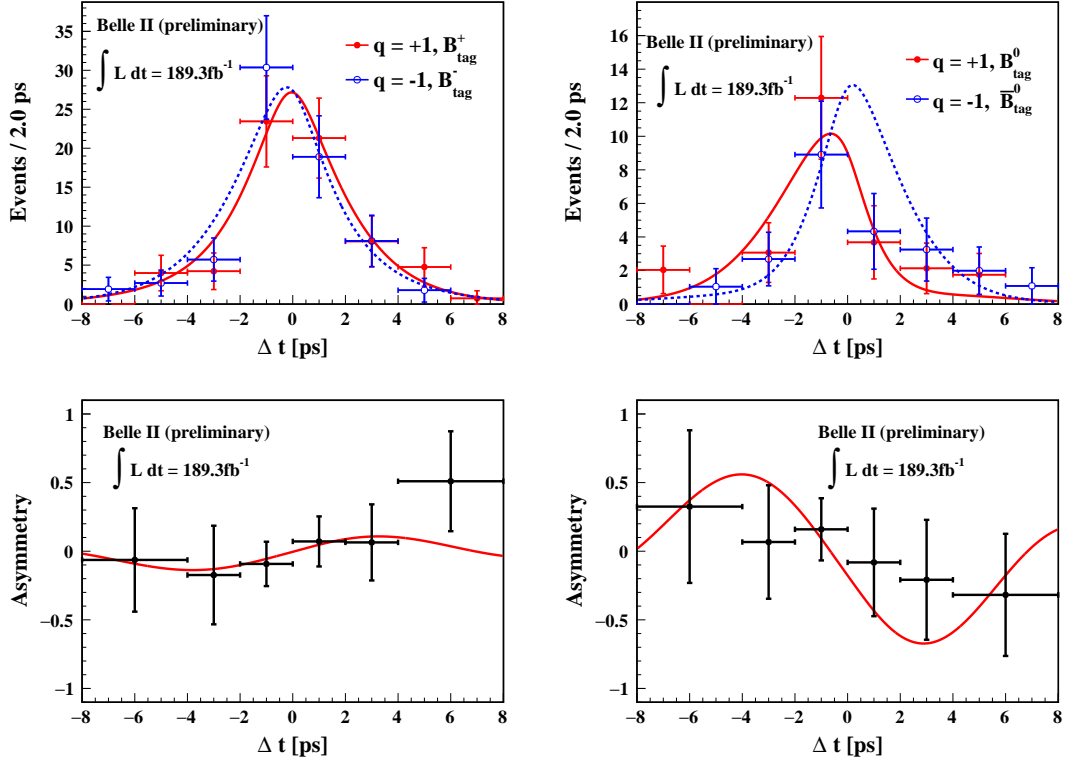 Belle II (preliminary)
∫ L dt = 189.3fb⁻¹
q = +1, B⁺tag
q = -1, B⁻tag
Events / 2.0 ps
35
30
25
20
15
10
5
0
−8 −6 −4 −2 0 2 4 6 8
Δ t [ps]
Belle II (preliminary)
∫ L dt = 189.3fb⁻¹
q = +1, B⁰tag
q = -1, B̅⁰tag
Events / 2.0 ps
16
14
12
10
8
6
4
2
0
−8 −6 −4 −2 0 2 4 6 8
Δ t [ps]
Belle II (preliminary)
∫ L dt = 189.3fb⁻¹
Asymmetry
1
0.5
0
−0.5
−1
−8 −6 −4 −2 0 2 4 6 8
Δ t [ps]
Belle II (preliminary)
∫ L dt = 189.3fb⁻¹
Asymmetry
1
0.5
0
−0.5
−1
−8 −6 −4 −2 0 2 4 6 8
Δ t [ps]